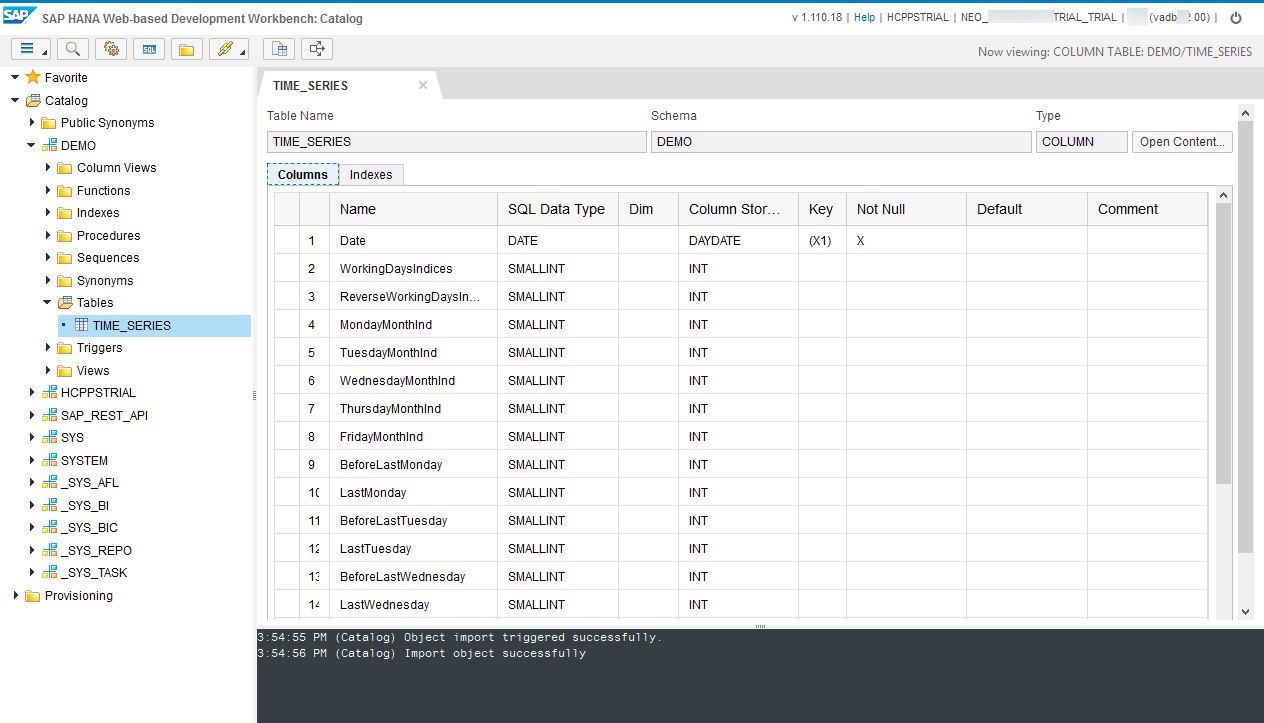 SAP SAP HANA Web-based Development Workbench: Catalog
v 1.110.18 | Help | HCPPSTRIAL | NEO_ TRIAL_TRIAL | (vadb 00) |
SQL
Now viewing: COLUMN TABLE: DEMO/TIME_SERIES
Favorite
Catalog
Public Synonyms
DEMO
Column Views
Functions
Indexes
Procedures
Sequences
Synonyms
Tables
TIME_SERIES
Triggers
Views
HCPPSTRIAL
SAP_REST_API
SYS
SYSTEM
_SYS_AFL
_SYS_BI
_SYS_BIC
_SYS_REPO
_SYS_TASK
Provisioning
TIME_SERIES
Table Name Schema Type
TIME_SERIES DEMO COLUMN Open Content...
Columns Indexes
Name SQL Data Type Dim Column Stor... Key Not Null Default Comment
1 Date DATE DAYDATE (X1) X
2 WorkingDaysIndices SMALLINT INT
3 ReverseWorkingDaysIn... SMALLINT INT
4 MondayMonthInd SMALLINT INT
5 TuesdayMonthInd SMALLINT INT
6 WednesdayMonthInd SMALLINT INT
7 ThursdayMonthInd SMALLINT INT
8 FridayMonthInd SMALLINT INT
9 BeforeLastMonday SMALLINT INT
10 LastMonday SMALLINT INT
11 BeforeLastTuesday SMALLINT INT
12 LastTuesday SMALLINT INT
13 BeforeLastWednesday SMALLINT INT
14 LastWednesday SMALLINT INT
3:54:55 PM (Catalog) Object import triggered successfully.
3:54:56 PM (Catalog) Import object successfully